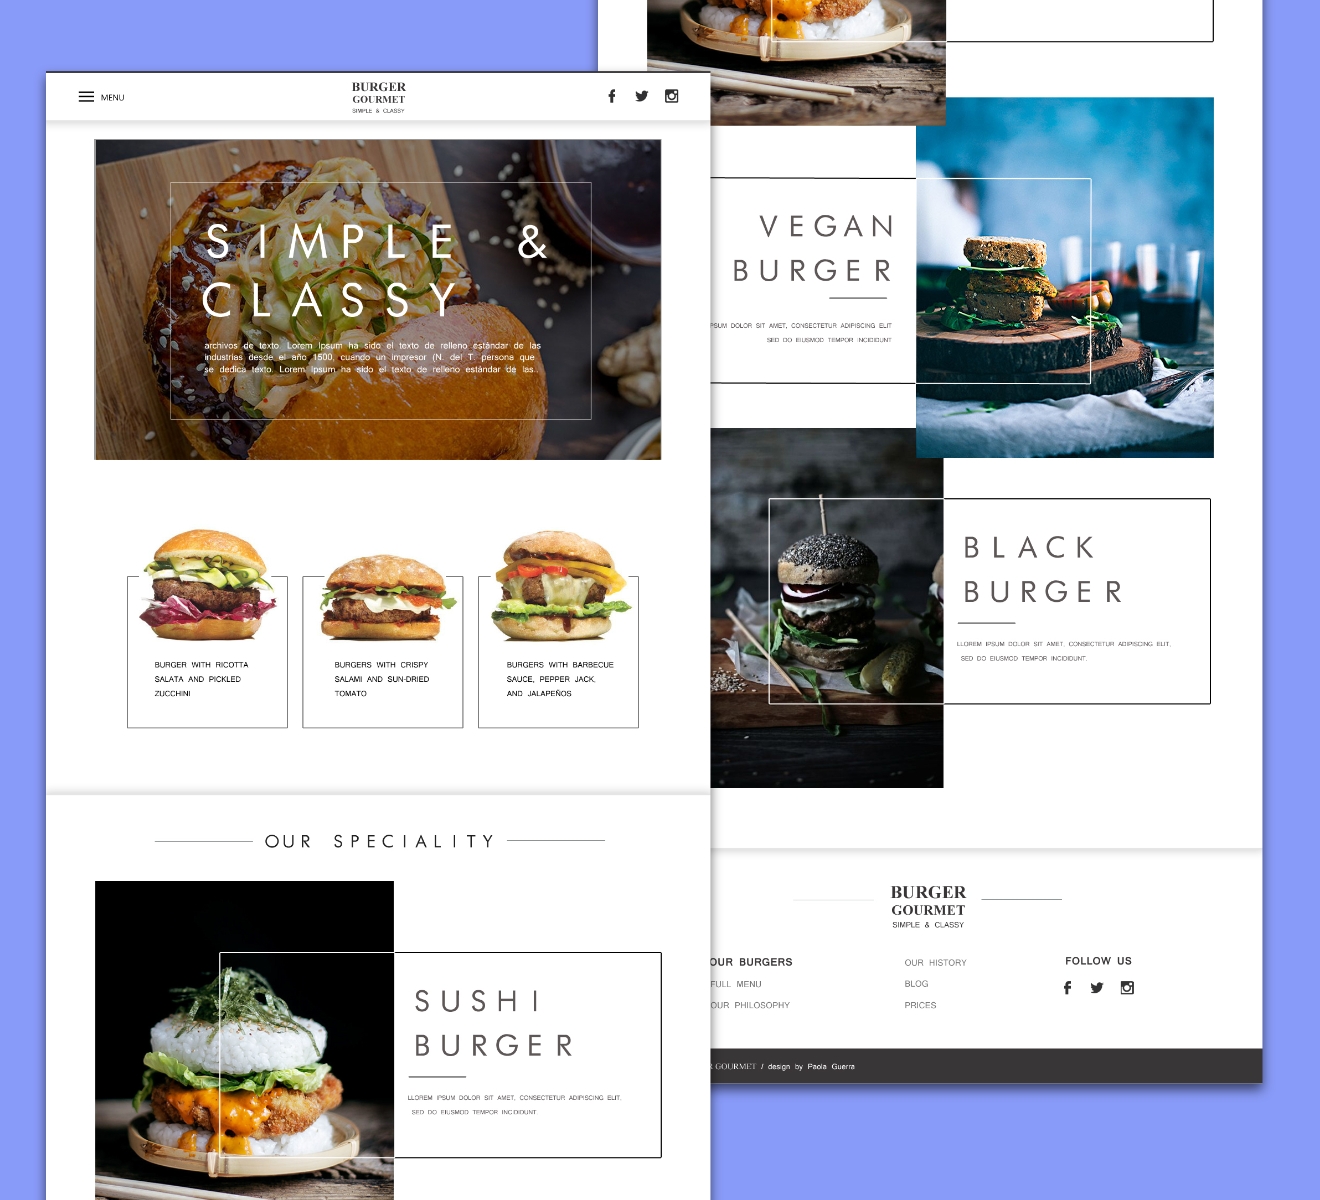 MENU
BURGER
GOURMET
SIMPLE & CLASSY
SIMPLE &
CLASSY
archivos de texto. Lorem Ipsum ha sido el texto de relleno estándar de las
industrias desde el año 1500, cuando un impresor (N. del T. persona que
se dedica texto. Lorem Ipsum ha sido el texto de relleno estándar de las..
BURGER WITH RICOTTA
SALATA AND PICKLED
ZUCCHINI
BURGERS WITH CRISPY
SALAMI AND SUN-DRIED
TOMATO
BURGERS WITH BARBECUE
SAUCE, PEPPER JACK,
AND JALAPEÑOS
OUR SPECIALITY
SUSHI
BURGER
LLOREM IPSUM DOLOR SIT AMET, CONSECTETUR ADIPISCING ELIT,
SED DO EIUSMOD TEMPOR INCIDIDUNT
VEGAN
BURGER
PSUM DOLOR SIT AMET, CONSECTETUR ADIPISCING ELIT
SED DO EIUSMOD TEMPOR INCIDIDUNT
BLACK
BURGER
LLOREM IPSUM DOLOR SIT AMET, CONSECTETUR ADIPISCING ELIT,
SED DO EIUSMOD TEMPOR INCIDIDUNT.
BURGER
GOURMET
SIMPLE & CLASSY
OUR BURGERS
FULL MENU
OUR PHILOSOPHY
OUR HISTORY
BLOG
PRICES
FOLLOW US
R GOURMET / design by Paola Guerra